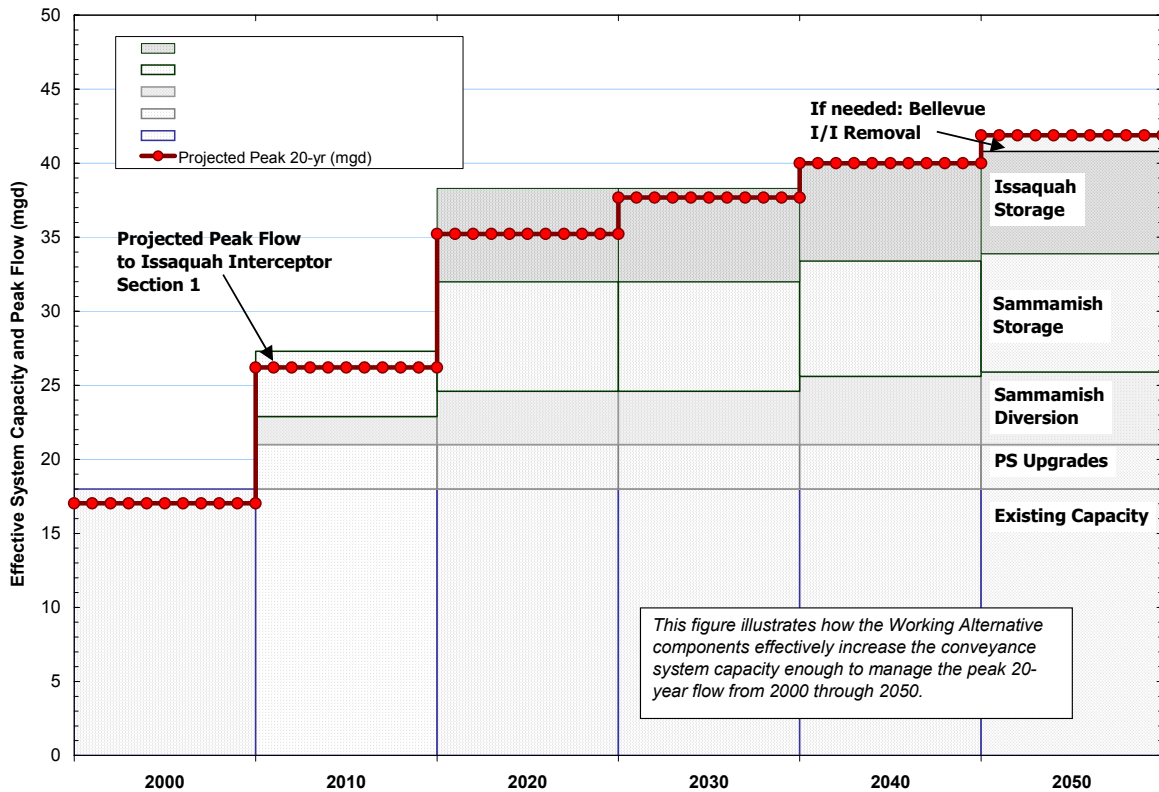 50
45
40
35
30
25
20
15
10
5
0
Effective System Capacity and Peak Flow (mgd)
Projected Peak 20-yr (mgd)
If needed: Bellevue
I/I Removal
Projected Peak Flow
to Issaquah Interceptor
Section 1
Issaquah
Storage
Sammamish
Storage
Sammamish
Diversion
PS Upgrades
Existing Capacity
This figure illustrates how the Working Alternative
components effectively increase the conveyance
system capacity enough to manage the peak 20-
year flow from 2000 through 2050.
2000 2010 2020 2030 2040 2050